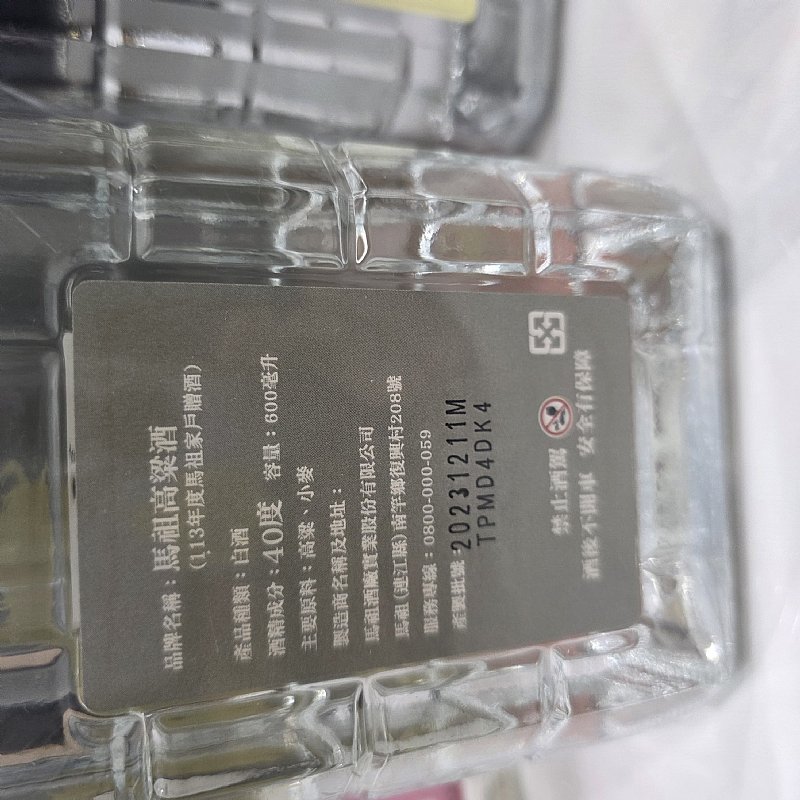 品牌名稱：馬祖高粱酒
(113年度馬祖家戶贈酒)
產品種類：白酒
酒精成分：40度 容量：600毫升
主要原料：高粱、小麥
製造商名稱及地址：
馬祖酒廠實業股份有限公司
馬祖(連江縣)南竿鄉復興村208號
服務專線：0800-000-059
產製批號 20231211M
TPMD4DK4
禁止酒駕
酒後不開車 安全有保障